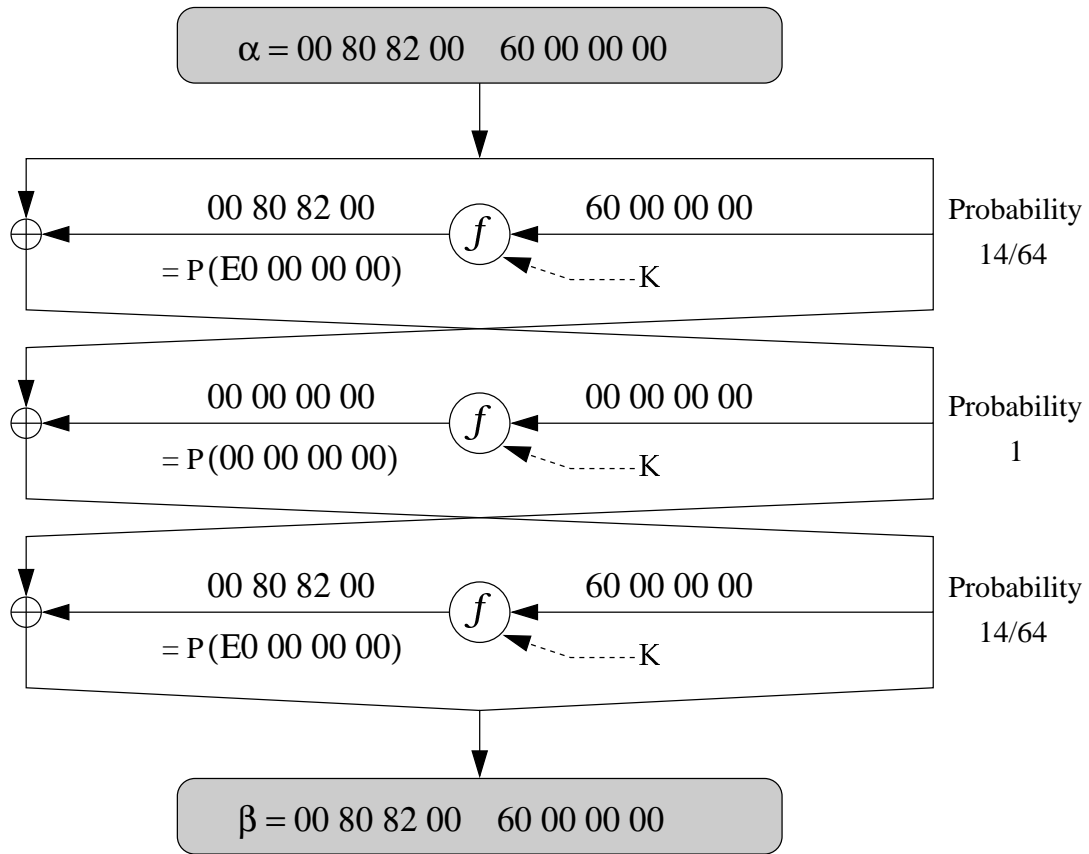 α = 00 80 82 00 60 00 00 00
00 80 82 00
f
60 00 00 00
Probability
14/64
= P(E0 00 00 00)
K
00 00 00 00
f
00 00 00 00
Probability
1
= P(00 00 00 00)
K
00 80 82 00
f
60 00 00 00
Probability
14/64
= P(E0 00 00 00)
K
β = 00 80 82 00 60 00 00 00